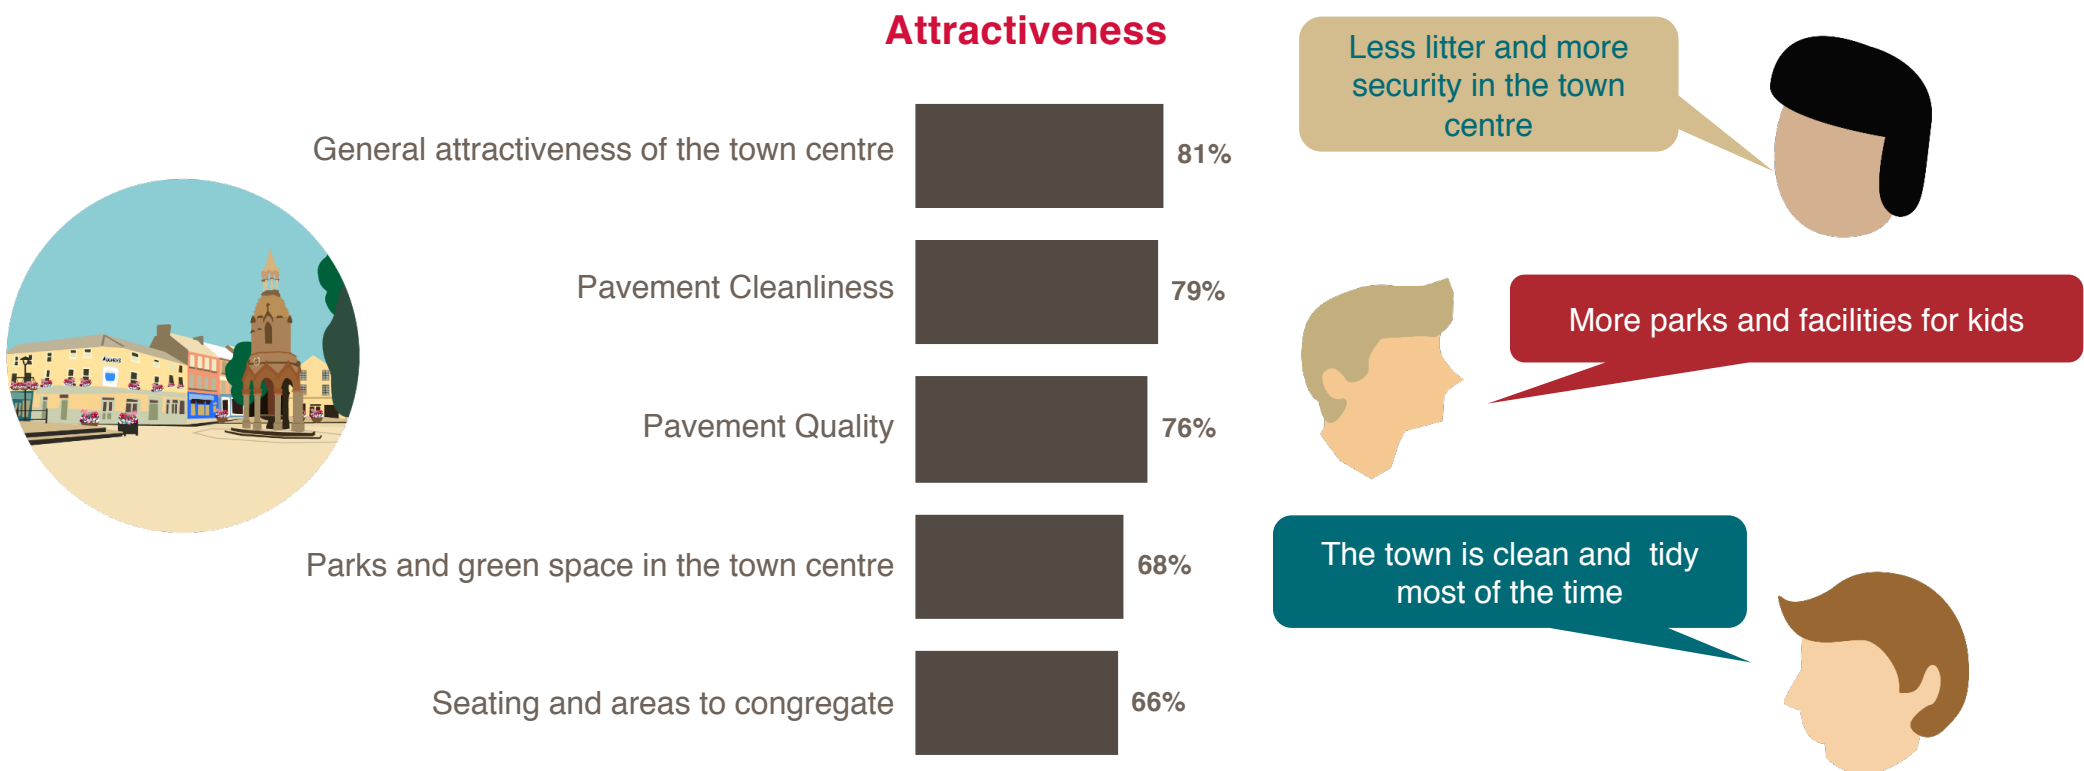 Attractiveness
General attractiveness of the town centre
81%
Pavement Cleanliness
79%
Pavement Quality
76%
Parks and green space in the town centre
68%
Seating and areas to congregate
66%
Less litter and more
security in the town
centre
More parks and facilities for kids
The town is clean and  tidy
most of the time